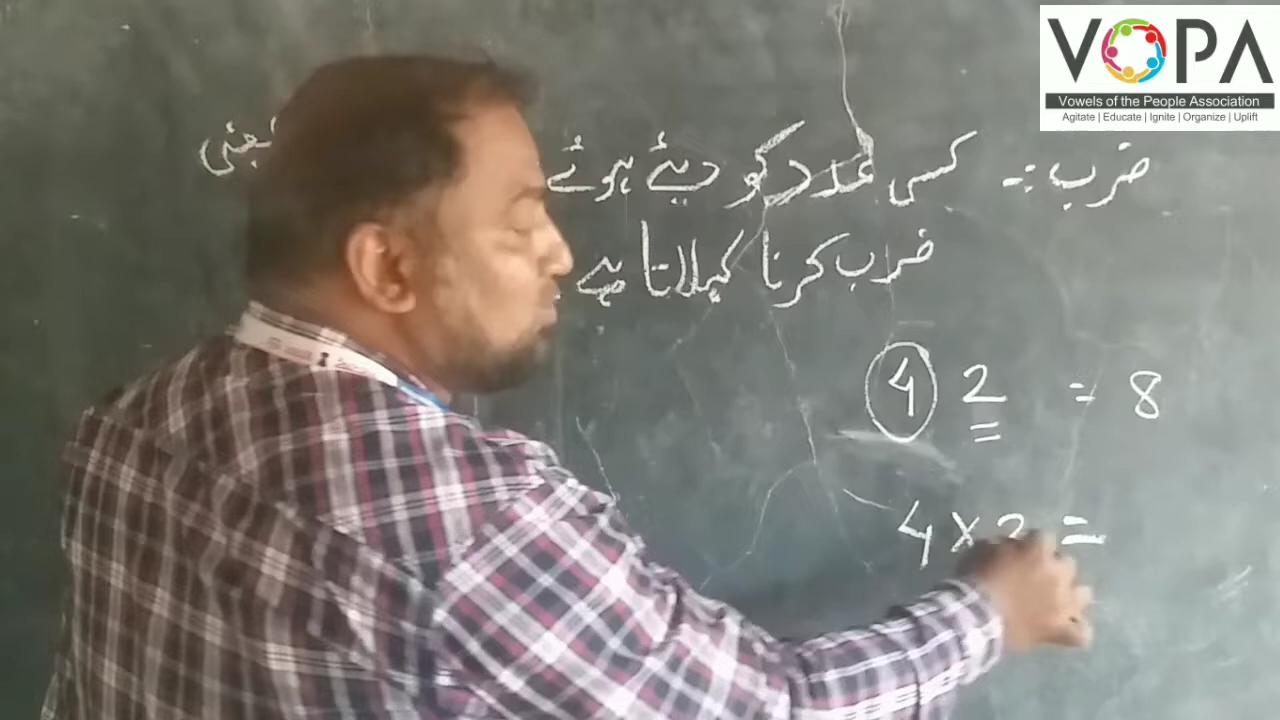 VOPA
Vowels of the People Association
Agitate | Educate | Ignite | Organize | Uplift
ضرب :- کسی عدد کو دیئے ہوئے
ضرب کرنا کہلاتا ہے
4 2 = 8
4 x 2 =